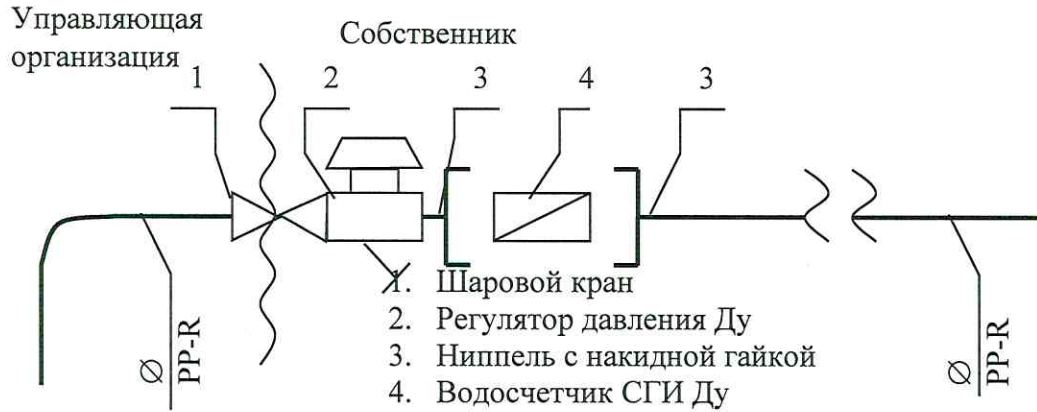 Управляющая
организация
Собственник
1
2
3
4
3
1. Шаровой кран
2. Регулятор давления Ду
3. Ниппель с накидной гайкой
4. Водосчетчик СГИ Ду
Ø
PP-R
Ø
PP-R